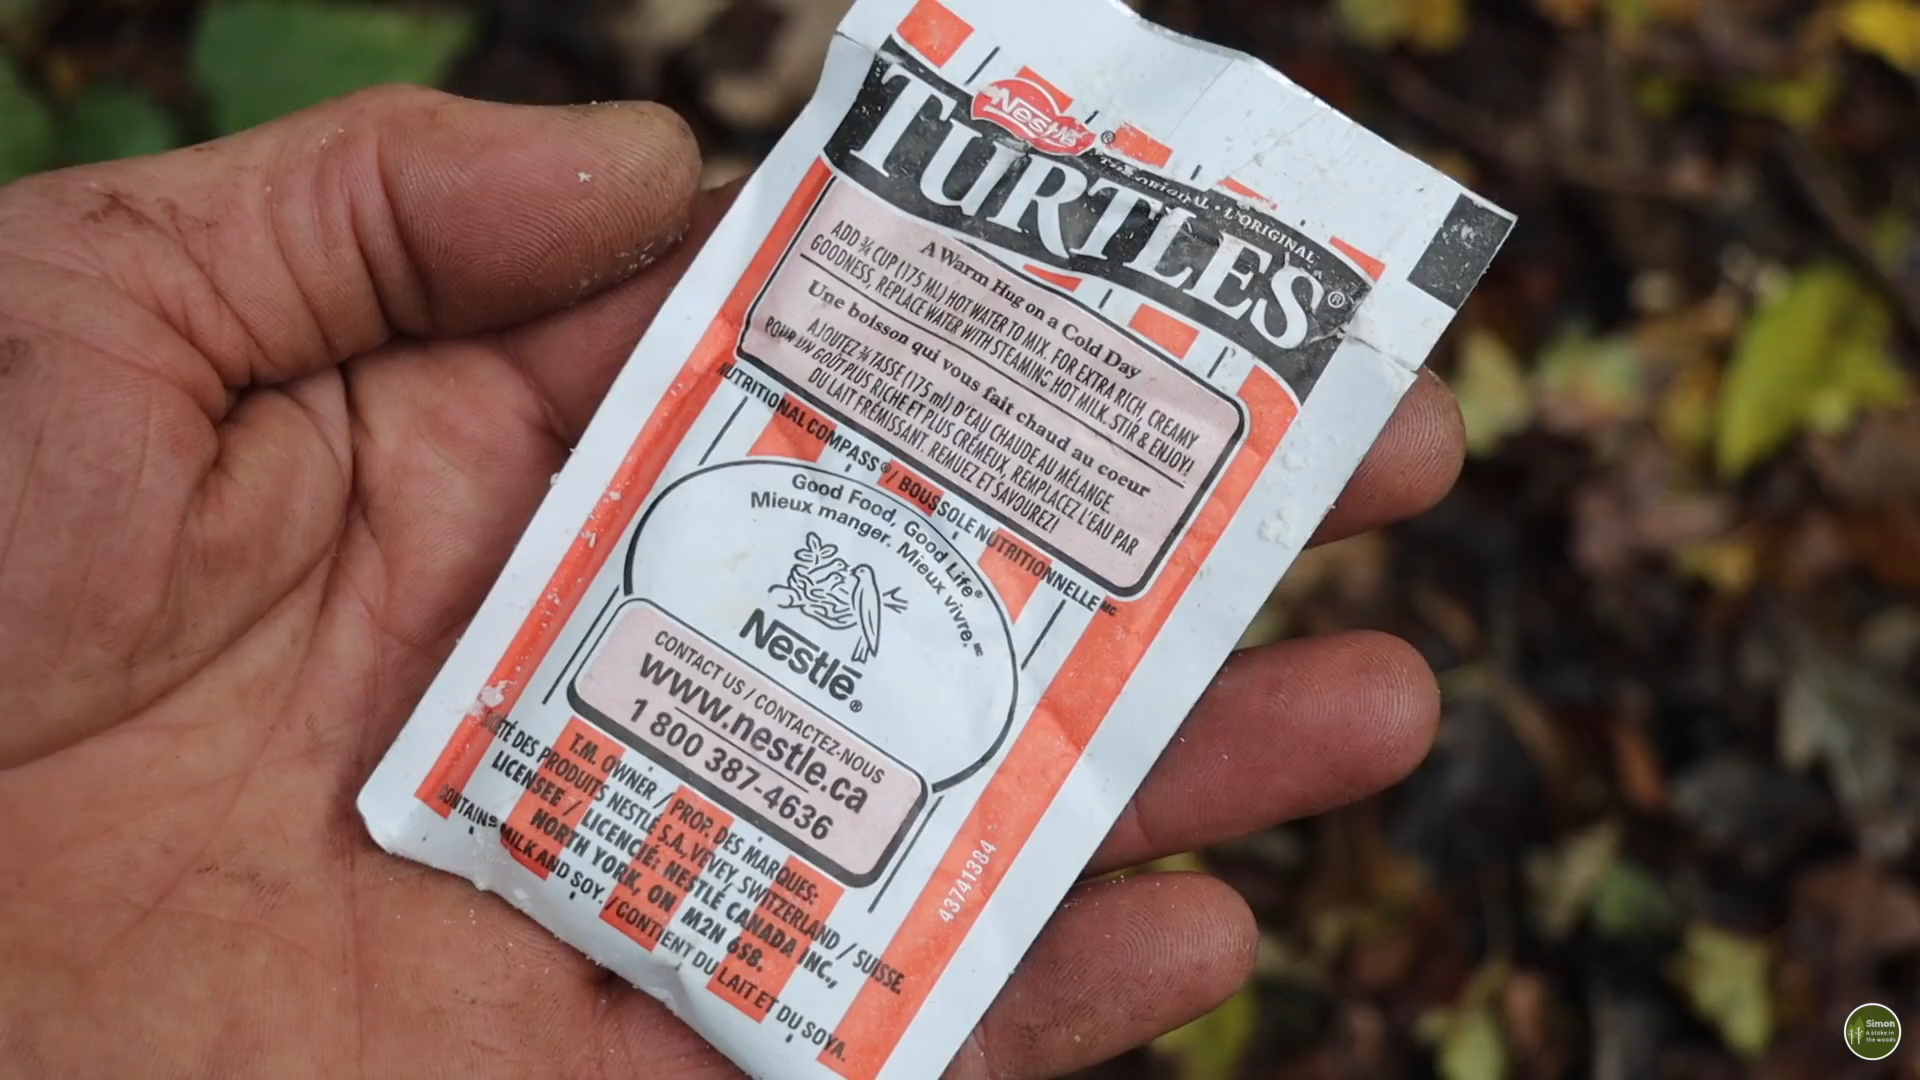 Nestlé ®
THE ORIGINAL • L'ORIGINAL
TURTLES®
A Warm Hug on a Cold Day
ADD ¾ CUP (175 ML) HOT WATER TO MIX. FOR EXTRA RICH, CREAMY
GOODNESS, REPLACE WATER WITH STEAMING HOT MILK. STIR & ENJOY!
Une boisson qui vous fait chaud au coeur
AJOUTEZ ¾ TASSE (175 ml) D'EAU CHAUDE AU MÉLANGE.
POUR UN GOÛT PLUS RICHE ET PLUS CRÉMEUX, REMPLACEZ L'EAU PAR
DU LAIT FRÉMISSANT. REMUEZ ET SAVOUREZ!
NUTRITIONAL COMPASS® / BOUSSOLE NUTRITIONNELLE MC
Good Food, Good Life®
Mieux manger. Mieux vivre. MC
Nestlé®
CONTACT US / CONTACTEZ-NOUS
www.nestle.ca
1 800 387-4636
T.M. OWNER / PROP. DES MARQUES:
ÉTÉ DES PRODUITS NESTLÉ S.A., VEVEY, SWITZERLAND / SUISSE.
LICENSEE / LICENCIÉ: NESTLÉ CANADA INC.,
NORTH YORK, ON M2N 6S8.
CONTAINS MILK AND SOY. / CONTIENT DU LAIT ET DU SOYA.
43741384
Simon
A bloke in
the woods